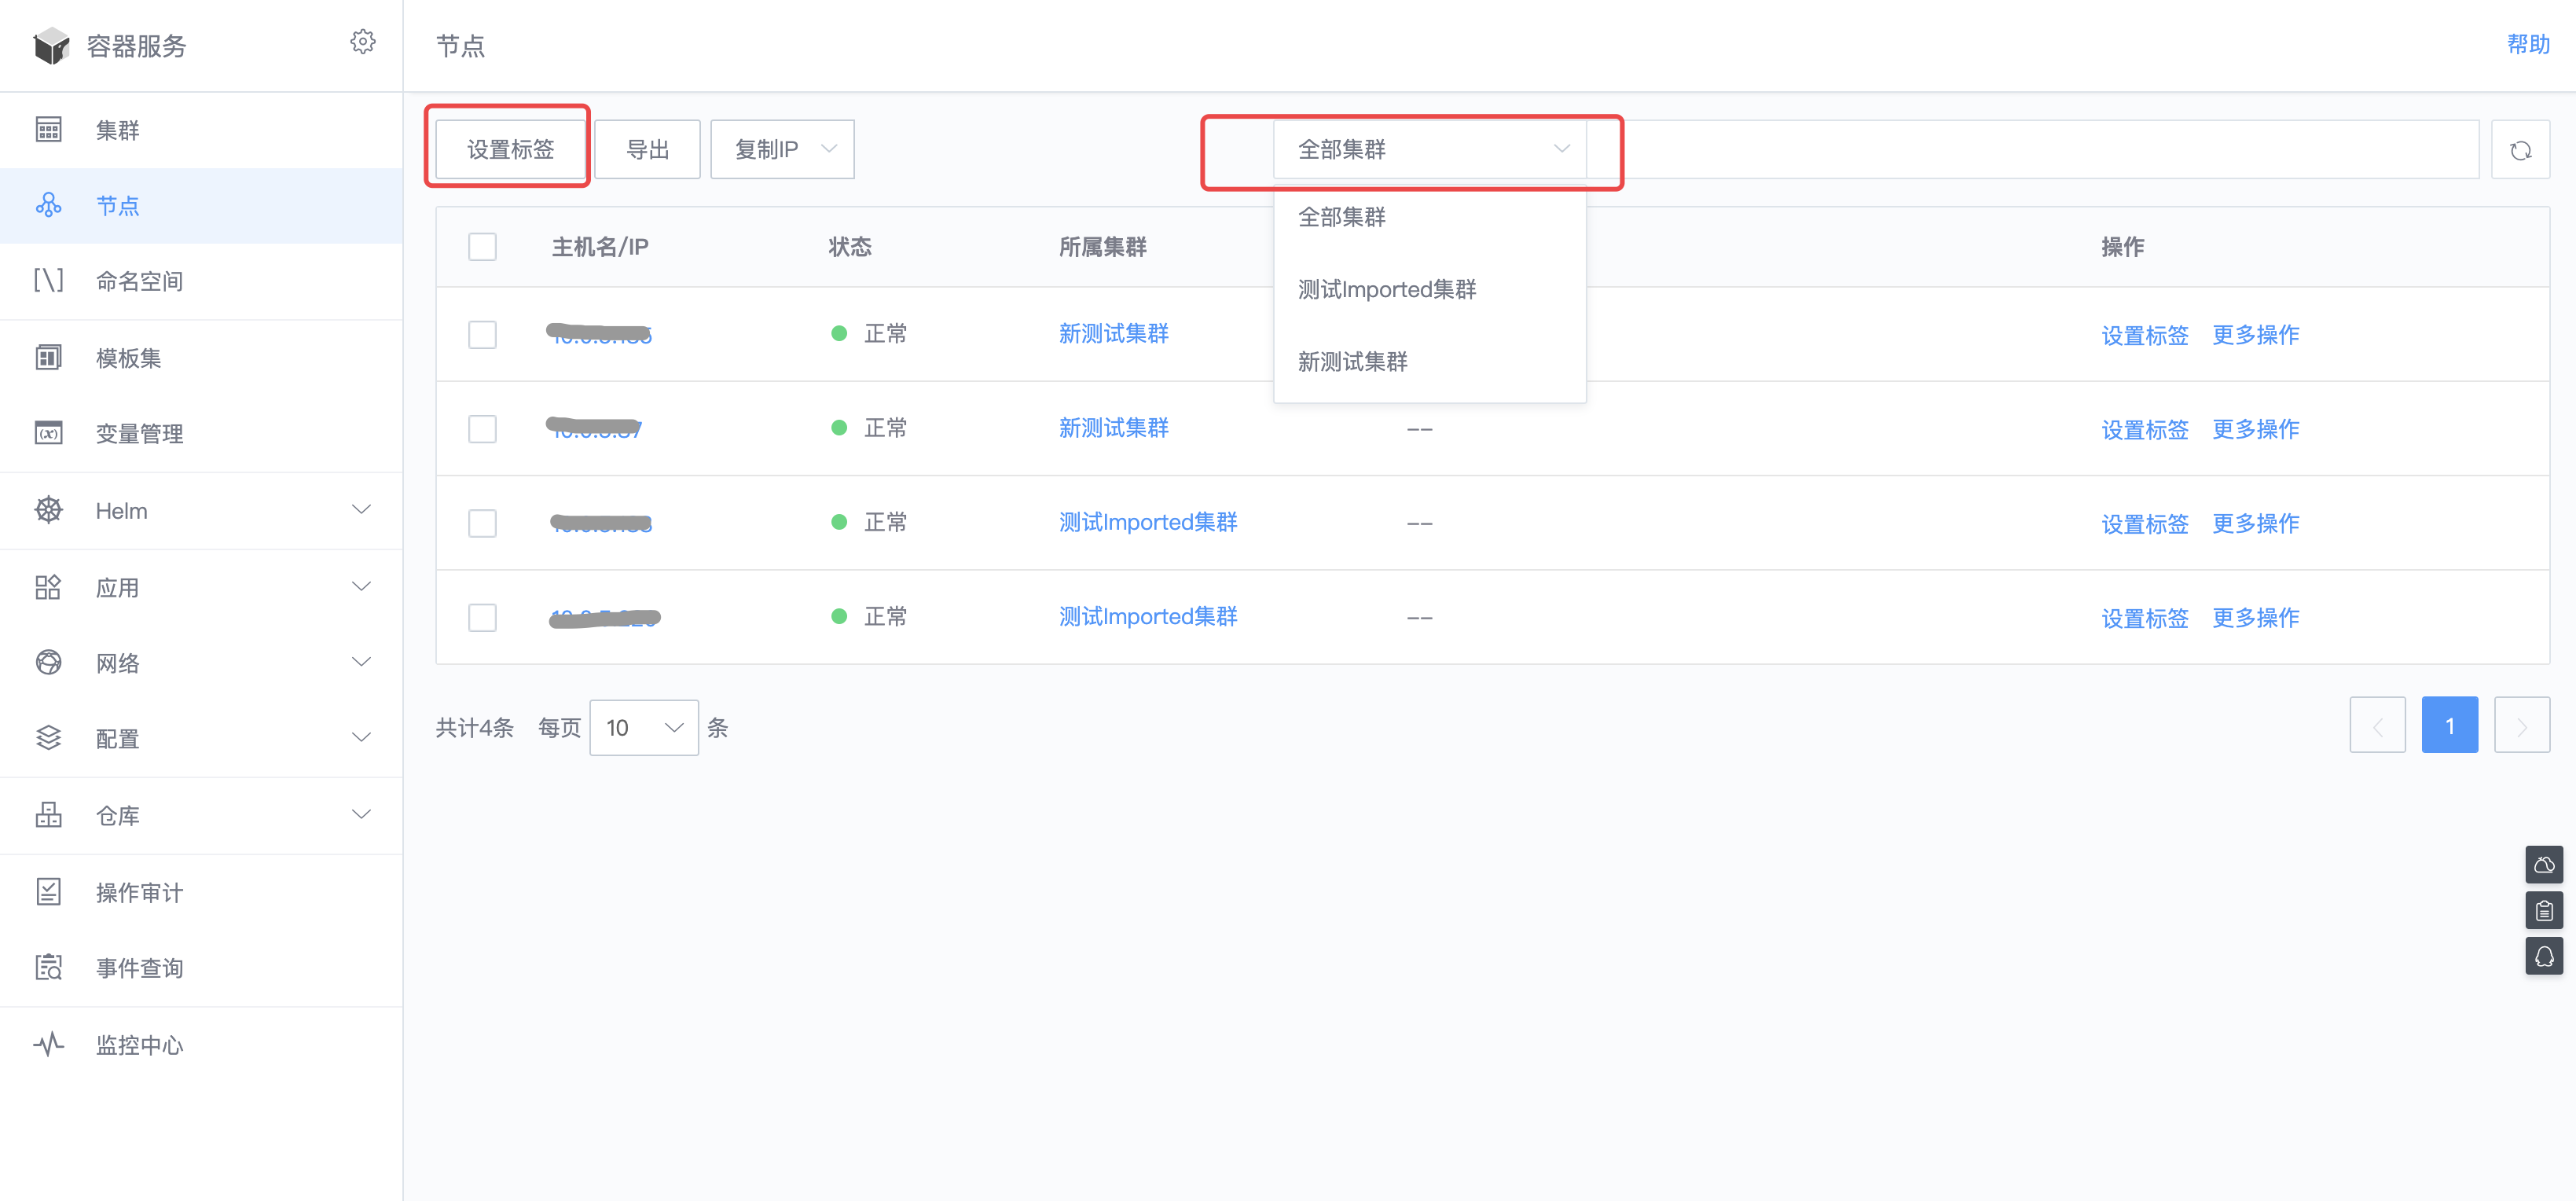 容器服务
节点
帮助
集群
节点
命名空间
模板集
变量管理
Helm
应用
网络
配置
仓库
操作审计
事件查询
监控中心
设置标签
导出
复制IP
全部集群
全部集群
测试Imported集群
新测试集群
主机名/IP
状态
所属集群
操作
正常
新测试集群
设置标签 更多操作
正常
新测试集群
--
设置标签 更多操作
正常
测试Imported集群
--
设置标签 更多操作
正常
测试Imported集群
--
设置标签 更多操作
共计4条 每页 10 条
1